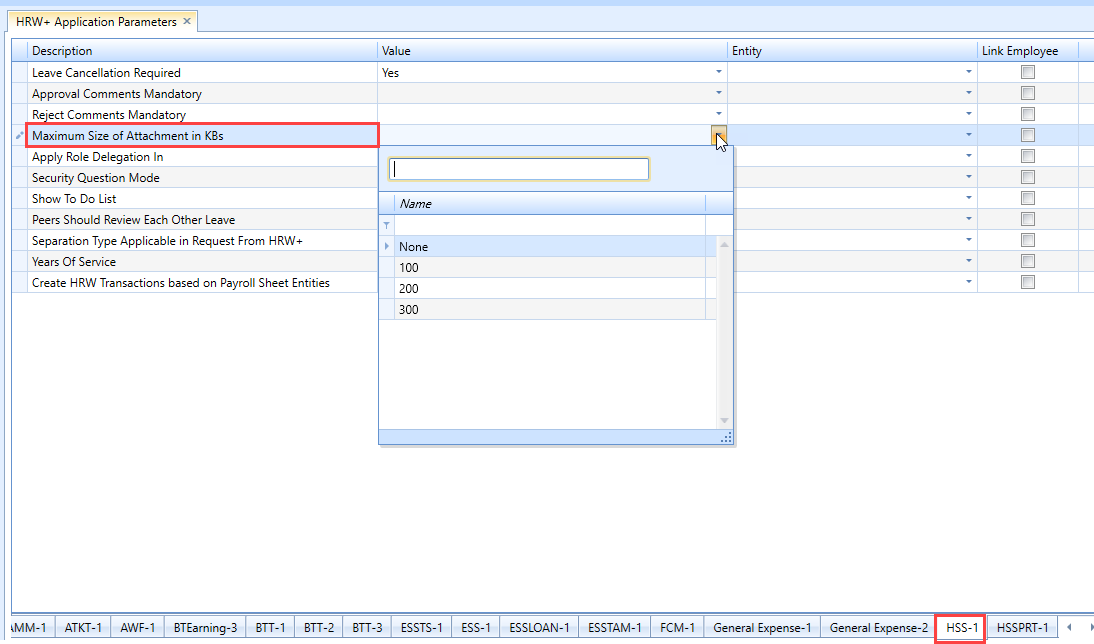 HRW+ Application Parameters ×
Description Value Entity Link Employee
Leave Cancellation Required Yes
Approval Comments Mandatory
Reject Comments Mandatory
Maximum Size of Attachment in KBs
Apply Role Delegation In
Security Question Mode
Show To Do List
Peers Should Review Each Other Leave
Separation Type Applicable in Request From HRW+
Years Of Service
Create HRW Transactions based on Payroll Sheet Entities
Name
None
100
200
300
AMM-1 ATKT-1 AWF-1 BTEarning-3 BTT-1 BTT-2 BTT-3 ESSTS-1 ESS-1 ESSLOAN-1 ESSTAM-1 FCM-1 General Expense-1 General Expense-2 HSS-1 HSSPRT-1